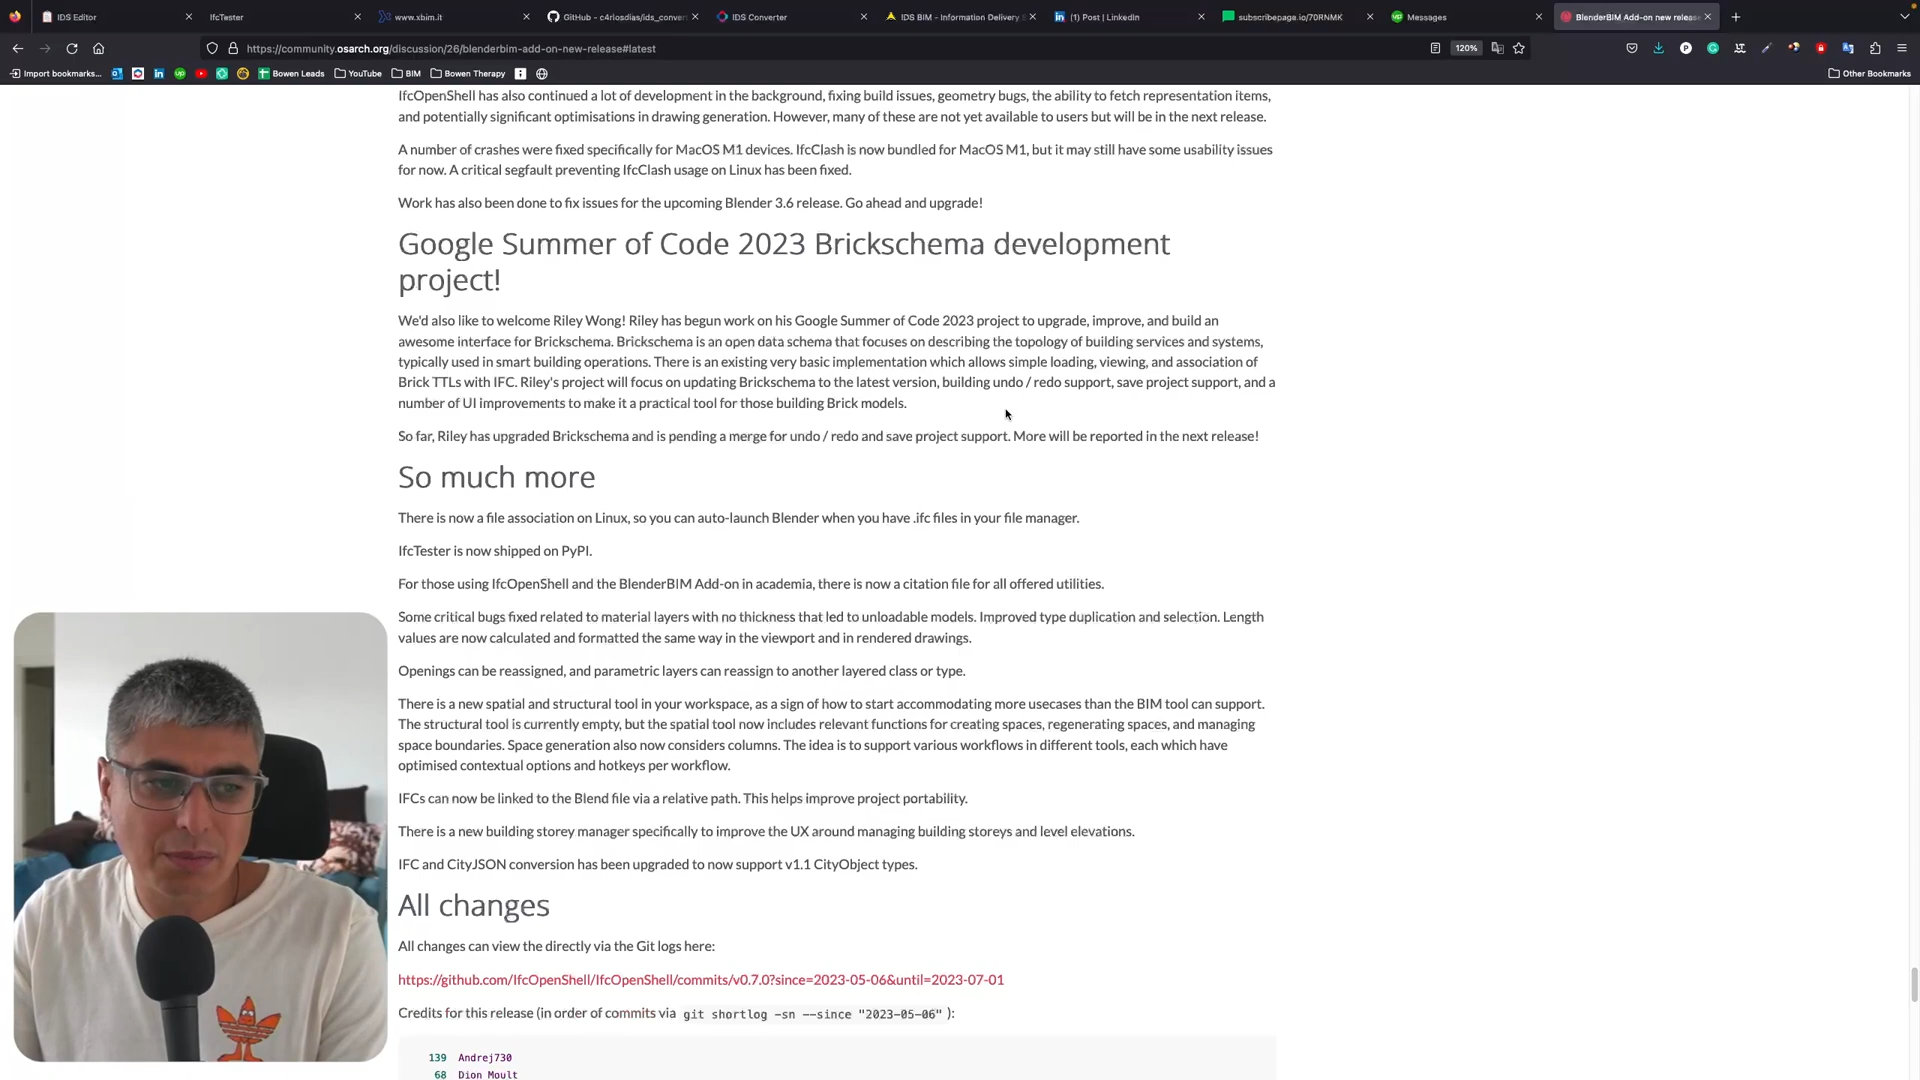 IDS Editor
IfcTester
www.xbim.it
GitHub - c4rlosdias/ids_conver
IDS Converter
IDS BIM - Information Delivery S
(1) Post | LinkedIn
subscribepage.io/70RNMK
Messages
BlenderBIM Add-on new releas
https://community.osarch.org/discussion/26/blenderbim-add-on-new-release#latest
120%
Import bookmarks...
Bowen Leads
YouTube
BIM
Bowen Therapy
Other Bookmarks
IfcOpenShell has also continued a lot of development in the background, fixing build issues, geometry bugs, the ability to fetch representation items,
and potentially significant optimisations in drawing generation. However, many of these are not yet available to users but will be in the next release.
A number of crashes were fixed specifically for MacOS M1 devices. IfcClash is now bundled for MacOS M1, but it may still have some usability issues
for now. A critical segfault preventing IfcClash usage on Linux has been fixed.
Work has also been done to fix issues for the upcoming Blender 3.6 release. Go ahead and upgrade!
Google Summer of Code 2023 Brickschema development
project!
We'd also like to welcome Riley Wong! Riley has begun work on his Google Summer of Code 2023 project to upgrade, improve, and build an
awesome interface for Brickschema. Brickschema is an open data schema that focuses on describing the topology of building services and systems,
typically used in smart building operations. There is an existing very basic implementation which allows simple loading, viewing, and association of
Brick TTLs with IFC. Riley's project will focus on updating Brickschema to the latest version, building undo / redo support, save project support, and a
number of UI improvements to make it a practical tool for those building Brick models.
So far, Riley has upgraded Brickschema and is pending a merge for undo / redo and save project support. More will be reported in the next release!
So much more
There is now a file association on Linux, so you can auto-launch Blender when you have .ifc files in your file manager.
IfcTester is now shipped on PyPI.
For those using IfcOpenShell and the BlenderBIM Add-on in academia, there is now a citation file for all offered utilities.
Some critical bugs fixed related to material layers with no thickness that led to unloadable models. Improved type duplication and selection. Length
values are now calculated and formatted the same way in the viewport and in rendered drawings.
Openings can be reassigned, and parametric layers can reassign to another layered class or type.
There is a new spatial and structural tool in your workspace, as a sign of how to start accommodating more usecases than the BIM tool can support.
The structural tool is currently empty, but the spatial tool now includes relevant functions for creating spaces, regenerating spaces, and managing
space boundaries. Space generation also now considers columns. The idea is to support various workflows in different tools, each which have
optimised contextual options and hotkeys per workflow.
IFCs can now be linked to the Blend file via a relative path. This helps improve project portability.
There is a new building storey manager specifically to improve the UX around managing building storeys and level elevations.
IFC and CityJSON conversion has been upgraded to now support v1.1 CityObject types.
All changes
All changes can view the directly via the Git logs here:
https://github.com/IfcOpenShell/IfcOpenShell/commits/v0.7.0?since=2023-05-06&until=2023-07-01
Credits for this release (in order of commits via git shortlog -sn --since "2023-05-06" ):
139 Andrej730
68 Dion Moult